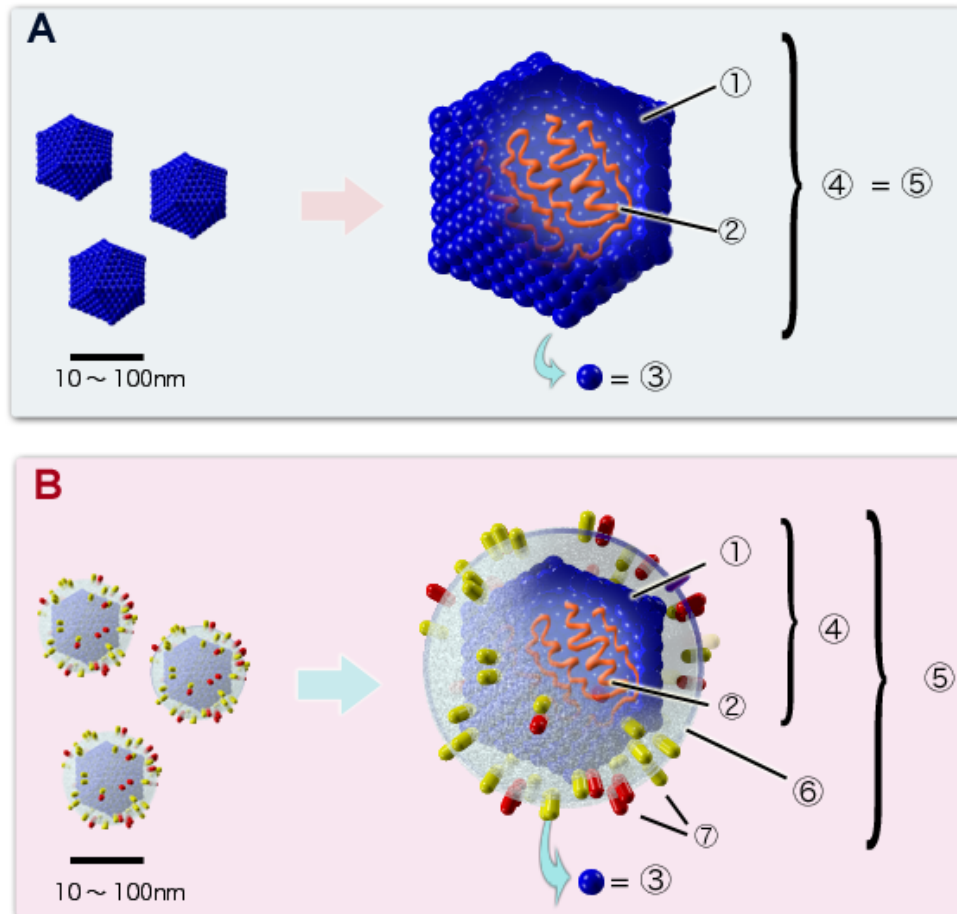 A
①
④ = ⑤
②
10～100nm
= ③
B
①
④
⑤
②
⑥
⑦
10～100nm
= ③